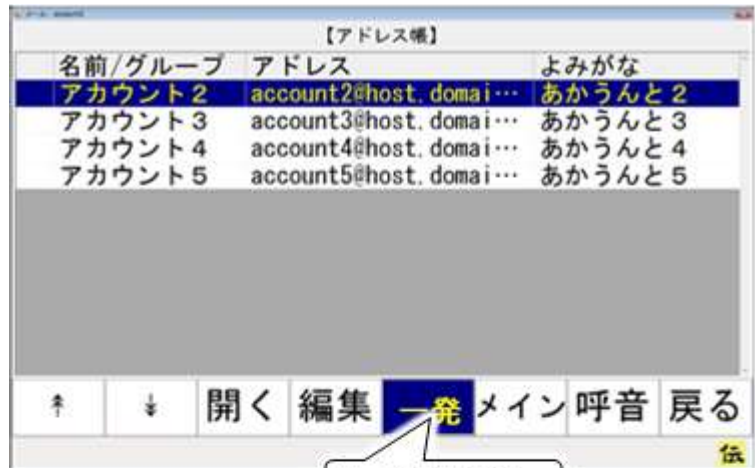 【アドレス帳】
名前/グループ アドレス よみがな
アカウント2 account2@host.domai… あかうんと2
アカウント3 account3@host.domai… あかうんと3
アカウント4 account4@host.domai… あかうんと4
アカウント5 account5@host.domai… あかうんと5
開く 編集 一発 メイン 呼音 戻る
伝